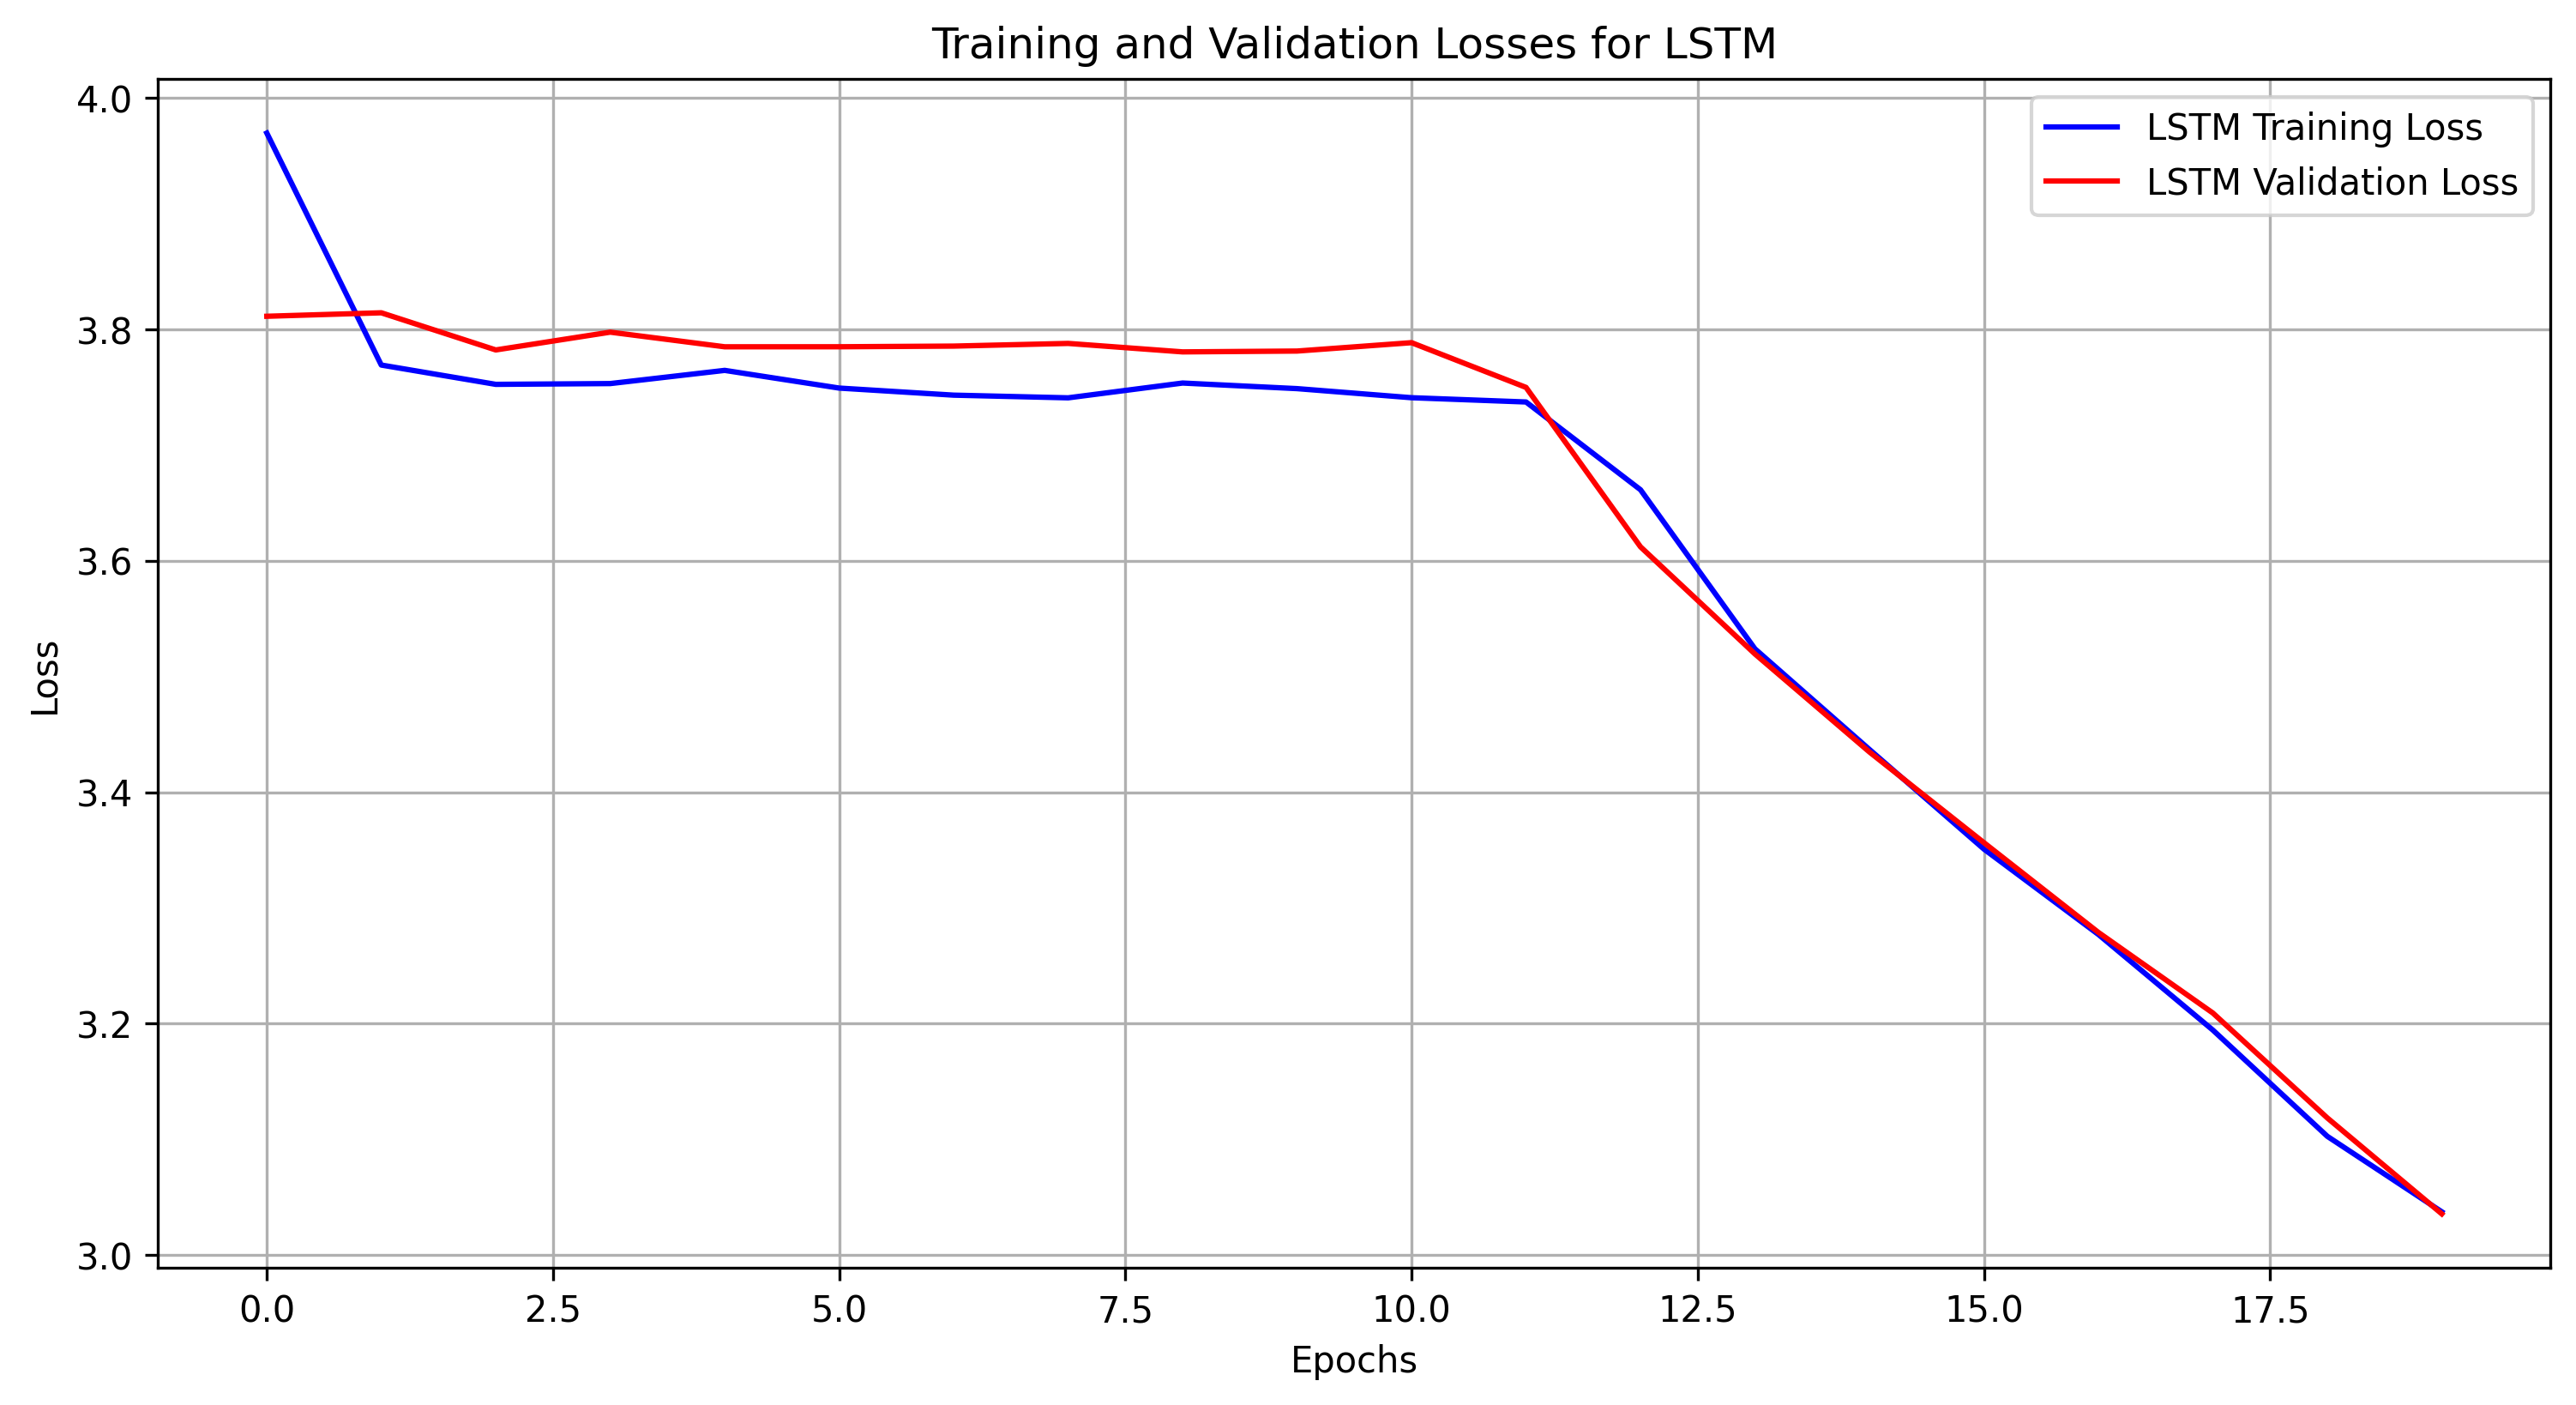 Training and Validation Losses for LSTM
LSTM Training Loss
LSTM Validation Loss
4.0
3.8
3.6
3.4
3.2
3.0
Loss
0.0 2.5 5.0 7.5 10.0 12.5 15.0 17.5
Epochs